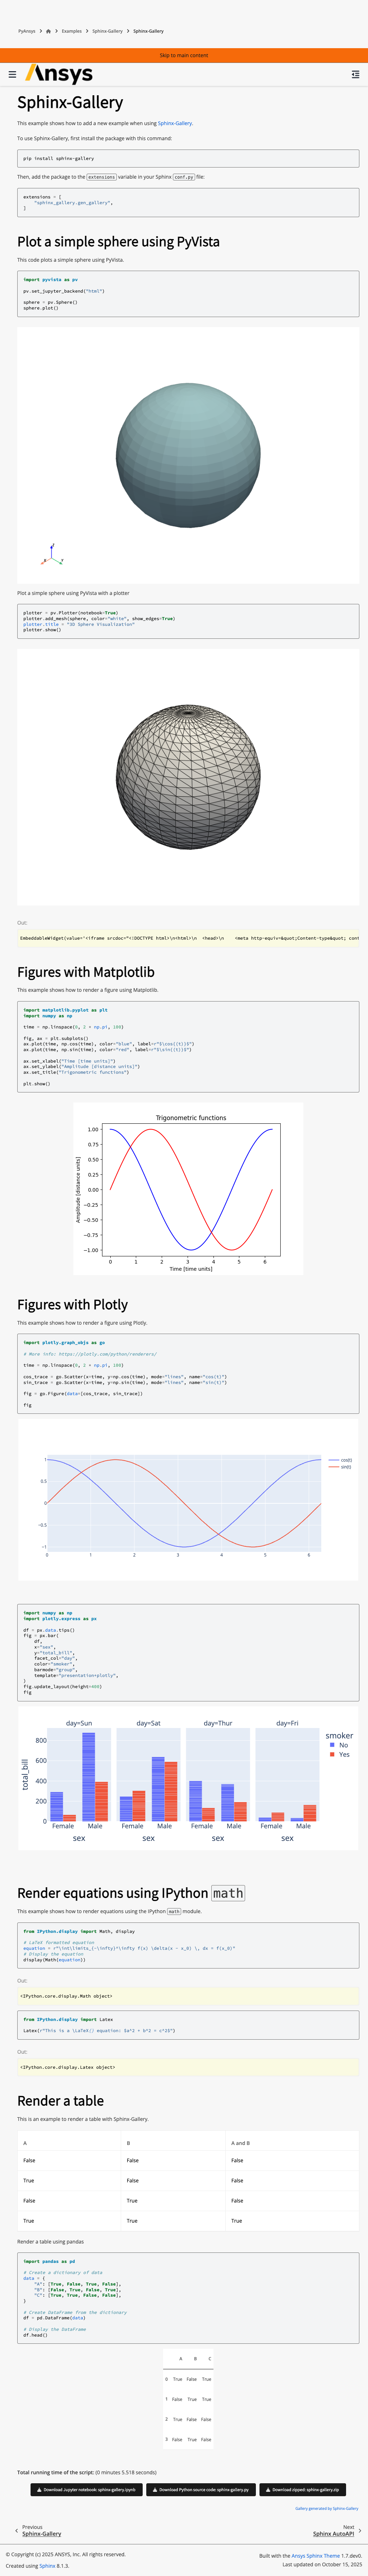 PyAnsys > Examples > Sphinx-Gallery > Sphinx-Gallery
Skip to main content
Ansys
Sphinx-Gallery
This example shows how to add a new example when using Sphinx-Gallery.
To use Sphinx-Gallery, first install the package with this command:
pip install sphinx-gallery
Then, add the package to the extensions variable in your Sphinx conf.py file:
extensions = [
"sphinx_gallery.gen_gallery",
]
Plot a simple sphere using PyVista
This code plots a simple sphere using PyVista.
import pyvista as pv
pv.set_jupyter_backend("html")
sphere = pv.Sphere()
sphere.plot()
Plot a simple sphere using PyVista with a plotter
plotter = pv.Plotter(notebook=True)
plotter.add_mesh(sphere, color="white", show_edges=True)
plotter.title = "3D Sphere Visualization"
plotter.show()
Out:
EmbeddableWidget(value='<iframe srcdoc="<!DOCTYPE html>\n<html>\n  <head>\n    <meta http-equiv=&quot;Content-type&quot; cont
Figures with Matplotlib
This example shows how to render a figure using Matplotlib.
import matplotlib.pyplot as plt
import numpy as np
time = np.linspace(0, 2 * np.pi, 100)
fig, ax = plt.subplots()
ax.plot(time, np.cos(time), color="blue", label=r"$\cos{(t)}$")
ax.plot(time, np.sin(time), color="red", label=r"$\sin{(t)}$")
ax.set_xlabel("Time [time units]")
ax.set_ylabel("Amplitude [distance units]")
ax.set_title("Trigonometric functions")
plt.show()
Trigonometric functions
1.00
0.75
0.50
0.25
0.00
−0.25
−0.50
−0.75
−1.00
Amplitude [distance units]
0 1 2 3 4 5 6
Time [time units]
Figures with Plotly
This example shows how to render a figure using Plotly.
import plotly.graph_objs as go
# More info: https://plotly.com/python/renderers/
time = np.linspace(0, 2 * np.pi, 100)
cos_trace = go.Scatter(x=time, y=np.cos(time), mode="lines", name="cos(t)")
sin_trace = go.Scatter(x=time, y=np.sin(time), mode="lines", name="sin(t)")
fig = go.Figure(data=[cos_trace, sin_trace])
fig
cos(t)
sin(t)
1
0.5
0
−0.5
−1
0 1 2 3 4 5 6
import numpy as np
import plotly.express as px
df = px.data.tips()
fig = px.bar(
df,
x="sex",
y="total_bill",
facet_col="day",
color="smoker",
barmode="group",
template="presentation+plotly",
)
fig.update_layout(height=400)
fig
day=Sun day=Sat day=Thur day=Fri
smoker
No
Yes
800
600
400
200
0
total_bill
Female Male Female Male Female Male Female Male
sex sex sex sex
Render equations using IPython math
This example shows how to render equations using the IPython math module.
from IPython.display import Math, display
# LaTeX formatted equation
equation = r"\int\limits_{-\infty}^\infty f(x) \delta(x - x_0) \, dx = f(x_0)"
# Display the equation
display(Math(equation))
Out:
<IPython.core.display.Math object>
from IPython.display import Latex
Latex(r"This is a \LaTeX{} equation: $a^2 + b^2 = c^2$")
Out:
<IPython.core.display.Latex object>
Render a table
This is an example to render a table with Sphinx-Gallery.
A B A and B
False False False
True False False
False True False
True True True
Render a table using pandas
import pandas as pd
# Create a dictionary of data
data = {
"A": [True, False, True, False],
"B": [False, True, False, True],
"C": [True, True, False, False],
}
# Create DataFrame from the dictionary
df = pd.DataFrame(data)
# Display the DataFrame
df.head()
A B C
0 True False True
1 False True True
2 True False False
3 False True False
Total running time of the script: (0 minutes 5.518 seconds)
Download Jupyter notebook: sphinx-gallery.ipynb
Download Python source code: sphinx-gallery.py
Download zipped: sphinx-gallery.zip
Gallery generated by Sphinx-Gallery
Previous
Sphinx-Gallery
Next
Sphinx AutoAPI
© Copyright (c) 2025 ANSYS, Inc. All rights reserved.
Created using Sphinx 8.1.3.
Built with the Ansys Sphinx Theme 1.7.dev0.
Last updated on October 15, 2025